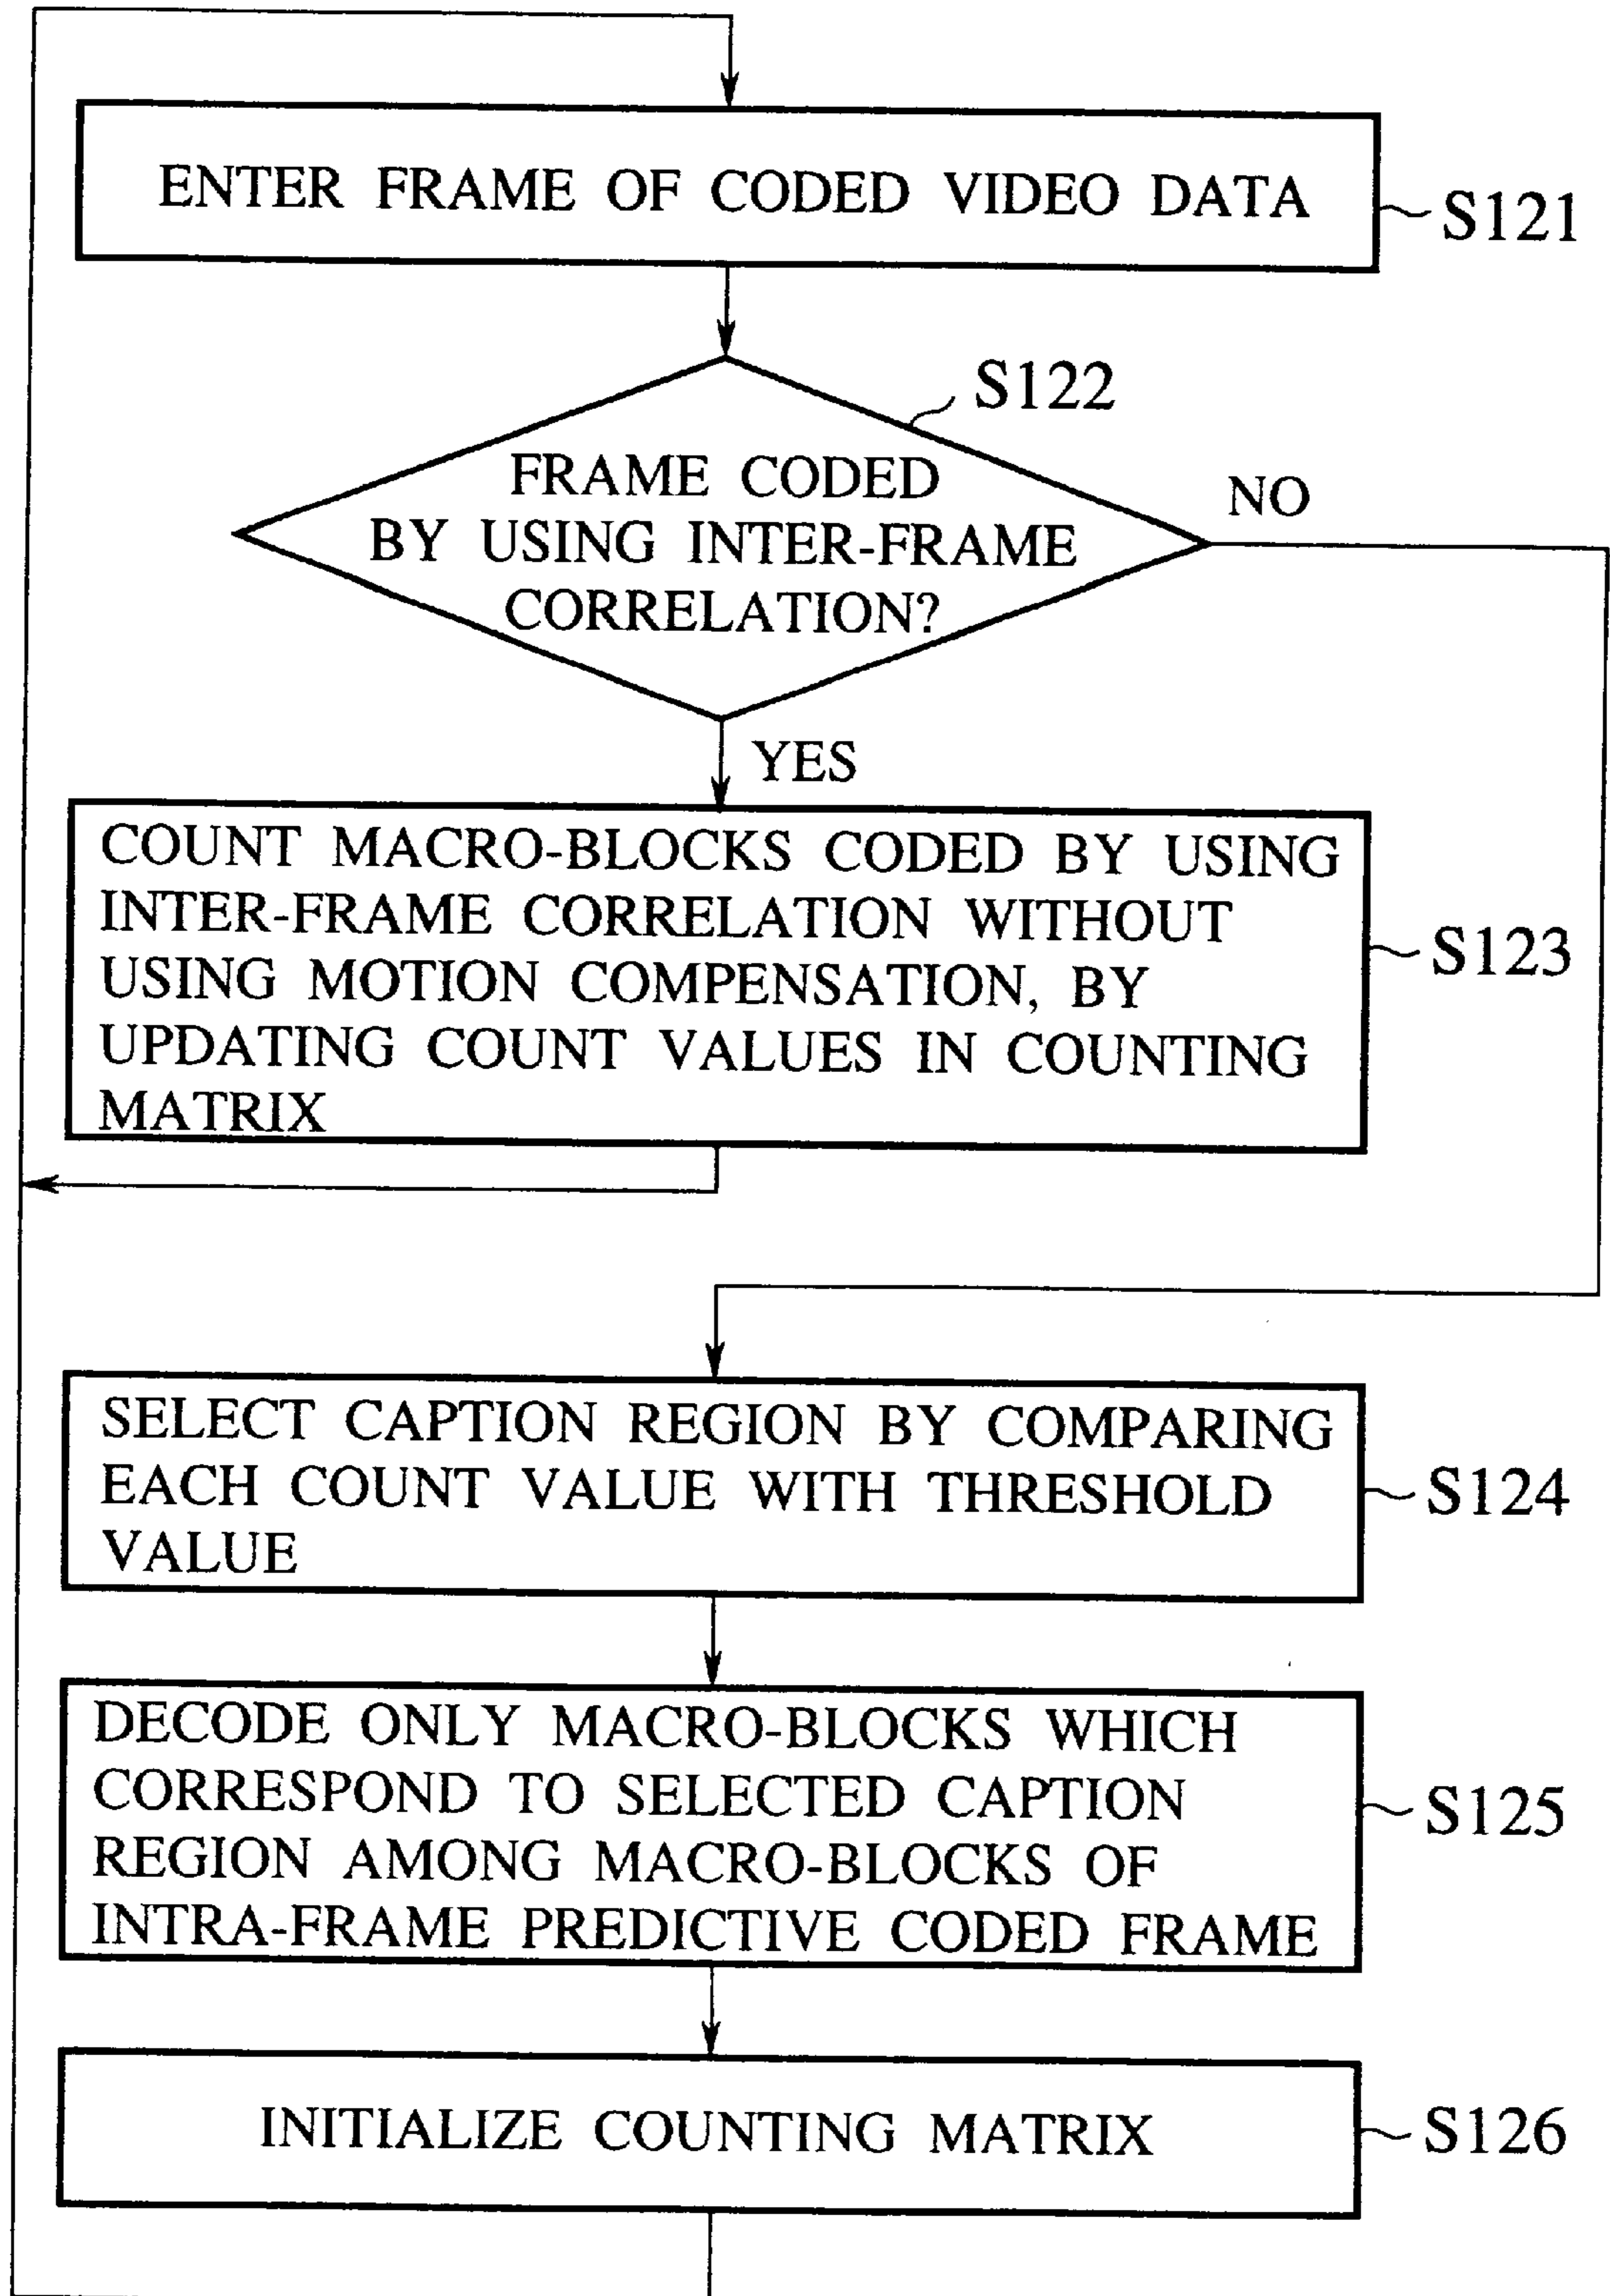 ENTER FRAME OF CODED VIDEO DATA
S121
S122
FRAME CODED
BY USING INTER-FRAME
CORRELATION?
NO
YES
COUNT MACRO-BLOCKS CODED BY USING
INTER-FRAME CORRELATION WITHOUT
USING MOTION COMPENSATION, BY
UPDATING COUNT VALUES IN COUNTING
MATRIX
S123
SELECT CAPTION REGION BY COMPARING
EACH COUNT VALUE WITH THRESHOLD
VALUE
S124
DECODE ONLY MACRO-BLOCKS WHICH
CORRESPOND TO SELECTED CAPTION
REGION AMONG MACRO-BLOCKS OF
INTRA-FRAME PREDICTIVE CODED FRAME
S125
INITIALIZE COUNTING MATRIX
S126